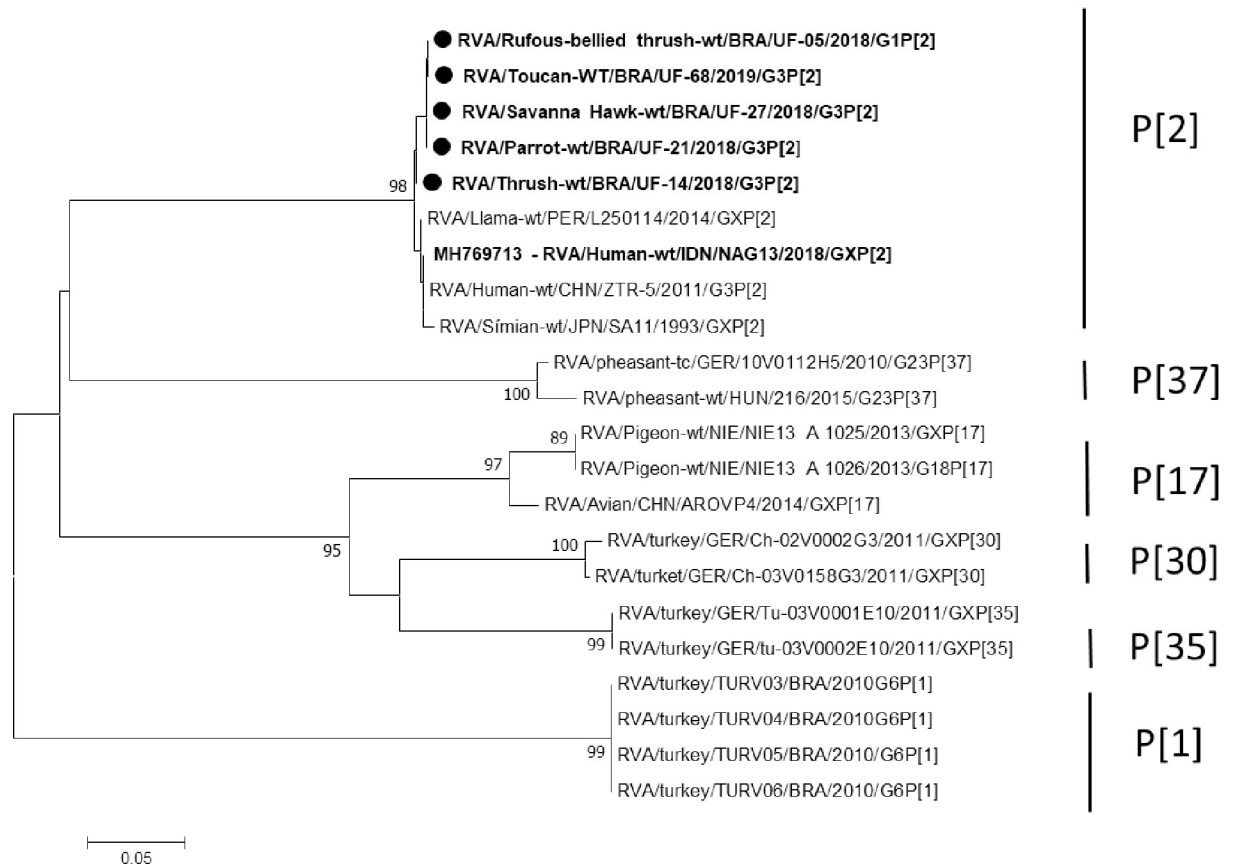 RVA/Rufous-bellied thrush-wt/BRA/UF-05/2018/G1P[2]
RVA/Toucan-WT/BRA/UF-68/2019/G3P[2]
RVA/Savanna Hawk-wt/BRA/UF-27/2018/G3P[2]
P[2]
RVA/Parrot-wt/BRA/UF-21/2018/G3P[2]
98
RVA/Thrush-wt/BRA/UF-14/2018/G3P[2]
RVA/Llama-wt/PER/L250114/2014/GXP[2]
MH769713 - RVA/Human-wt/IDN/NAG13/2018/GXP[2]
RVA/Human-wt/CHN/ZTR-5/2011/G3P[2]
RVA/Símian-wt/JPN/SA11/1993/GXP[2]
RVA/pheasant-tc/GER/10V0112H5/2010/G23P[37]
P[37]
100
RVA/pheasant-wt/HUN/216/2015/G23P[37]
89
RVA/Pigeon-wt/NIE/NIE13 A 1025/2013/GXP[17]
97
RVA/Pigeon-wt/NIE/NIE13 A 1026/2013/G18P[17]
P[17]
RVA/Avian/CHN/AROVP4/2014/GXP[17]
95
100
RVA/turkey/GER/Ch-02V0002G3/2011/GXP[30]
P[30]
RVA/turket/GER/Ch-03V0158G3/2011/GXP[30]
RVA/turkey/GER/Tu-03V0001E10/2011/GXP[35]
99
RVA/turkey/GER/tu-03V0002E10/2011/GXP[35]
P[35]
RVA/turkey/TURV03/BRA/2010G6P[1]
RVA/turkey/TURV04/BRA/2010G6P[1]
P[1]
99
RVA/turkey/TURV05/BRA/2010/G6P[1]
RVA/turkey/TURV06/BRA/2010/G6P[1]
0.05